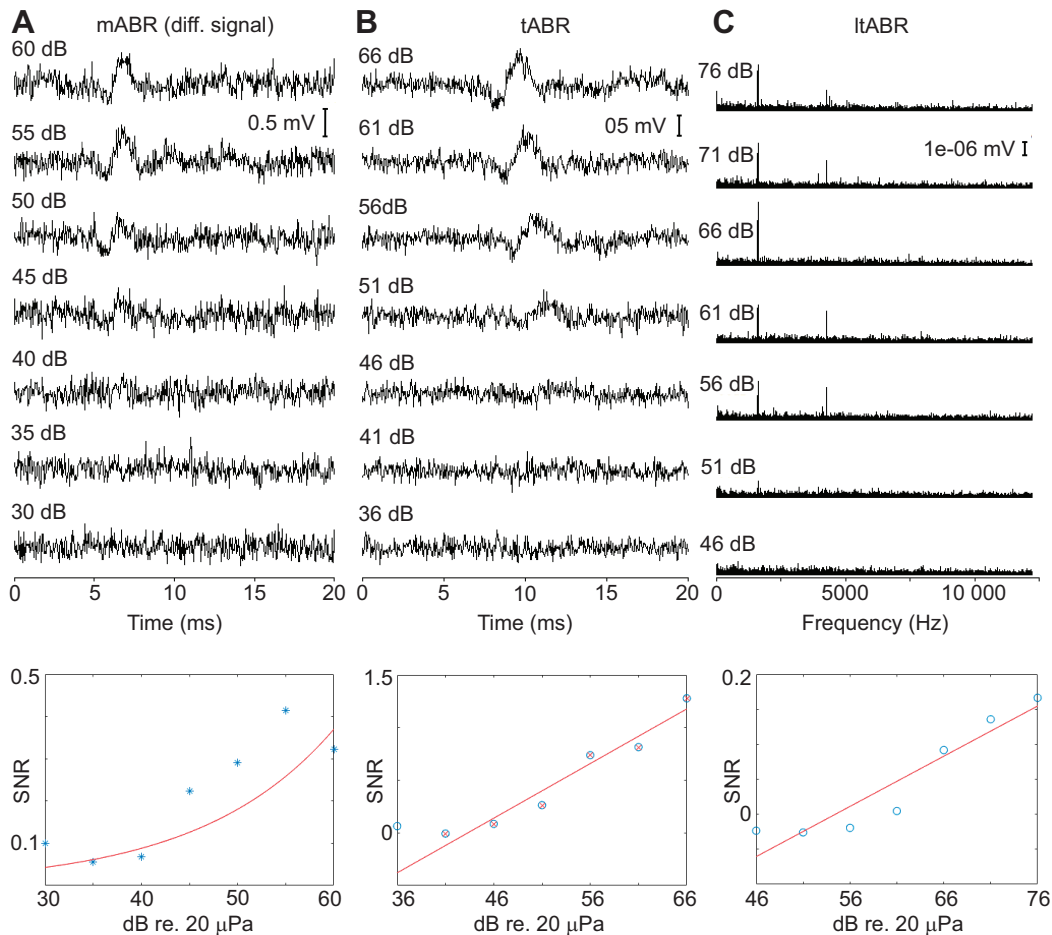 A
mABR (diff. signal)
60 dB
0.5 mV
55 dB
50 dB
45 dB
40 dB
35 dB
30 dB
0 5 10 15 20
Time (ms)
B
tABR
66 dB
05 mV
61 dB
56dB
51 dB
46 dB
41 dB
36 dB
0 5 10 15 20
Time (ms)
C
ltABR
76 dB
1e-06 mV
71 dB
66 dB
61 dB
56 dB
51 dB
46 dB
0 5000 10 000
Frequency (Hz)
0.5
0.1
SNR
30 40 50 60
dB re. 20 μPa
1.5
0
SNR
36 46 56 66
dB re. 20 μPa
0.2
0
SNR
46 56 66 76
dB re. 20 μPa